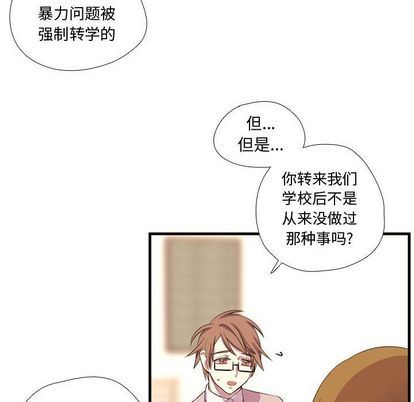 暴力问题被
强制转学的
但...
但是...
你转来我们
学校后不是
从来没做过
那种事吗?